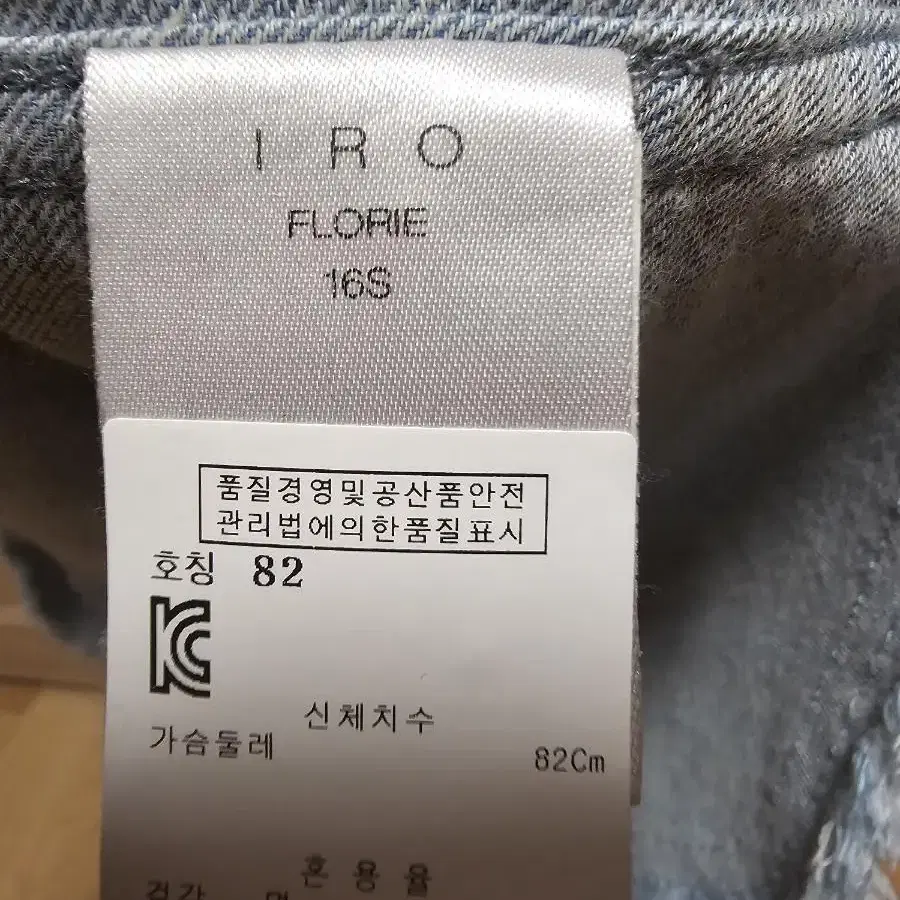 IRO
FLORIE
16S
품질경영및공산품안전
관리법에의한품질표시
호칭 82
신체치수
가슴둘레 82Cm
혼용율